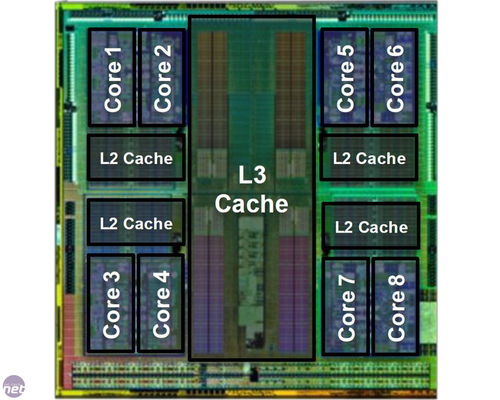 Core 1
Core 2
Core 5
Core 6
L2 Cache
L2 Cache
L3
Cache
L2 Cache
L2 Cache
Core 3
Core 4
Core 7
Core 8
net